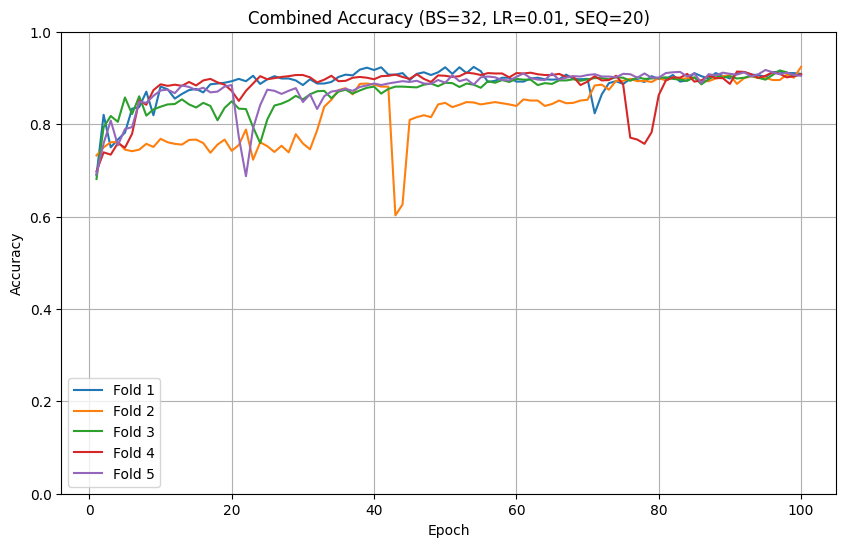 Combined Accuracy (BS=32, LR=0.01, SEQ=20)
1.0
0.8
0.6
0.4
0.2
0.0
Accuracy
Fold 1
Fold 2
Fold 3
Fold 4
Fold 5
0 20 40 60 80 100
Epoch